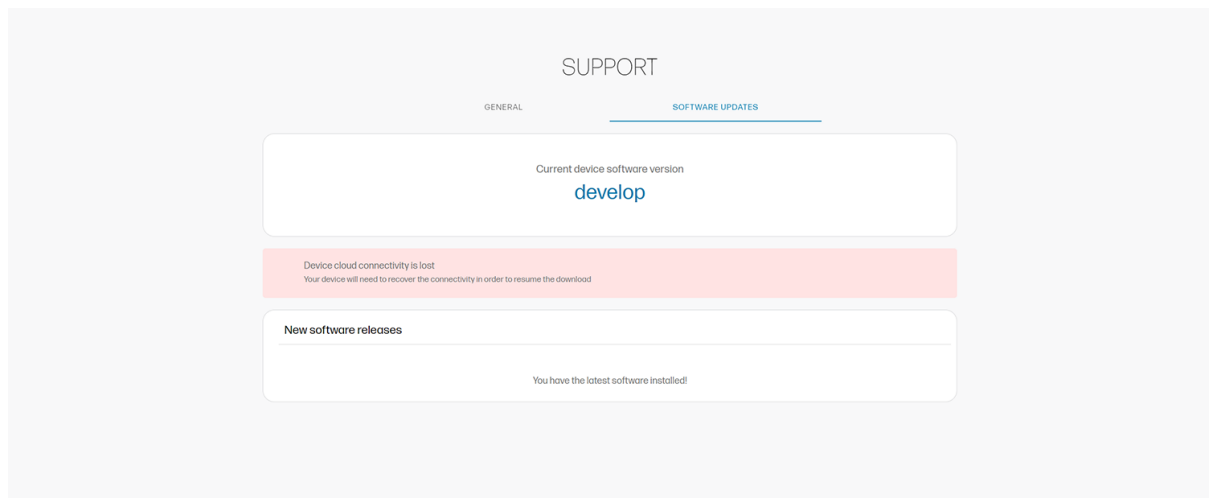 SUPPORT
GENERAL
SOFTWARE UPDATES
Current device software version
develop
Device cloud connectivity is lost
Your device will need to recover the connectivity in order to resume the download
New software releases
You have the latest software installed!